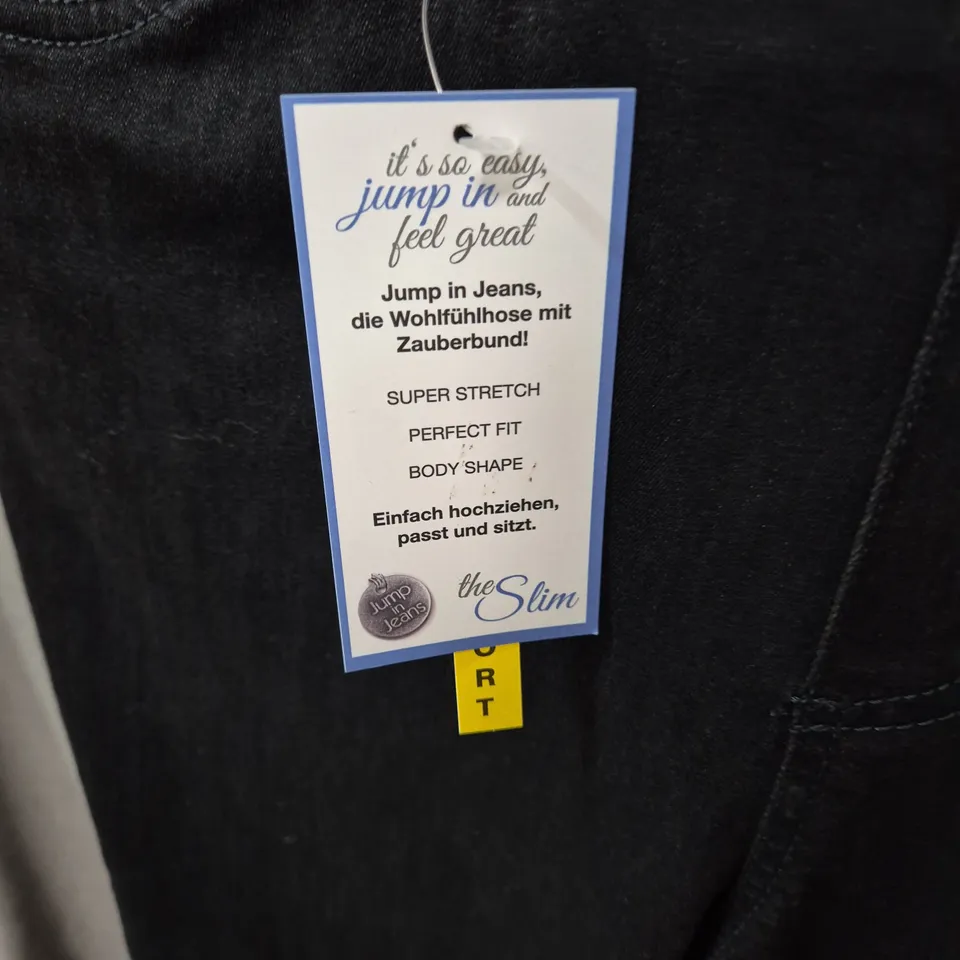 it's so easy,
jump in and
feel great
Jump in Jeans,
die Wohlfühlhose mit
Zauberbund!
SUPER STRETCH
PERFECT FIT
BODY SHAPE
Einfach hochziehen,
passt und sitzt.
Jump
in
Jeans
the Slim
O
R
T